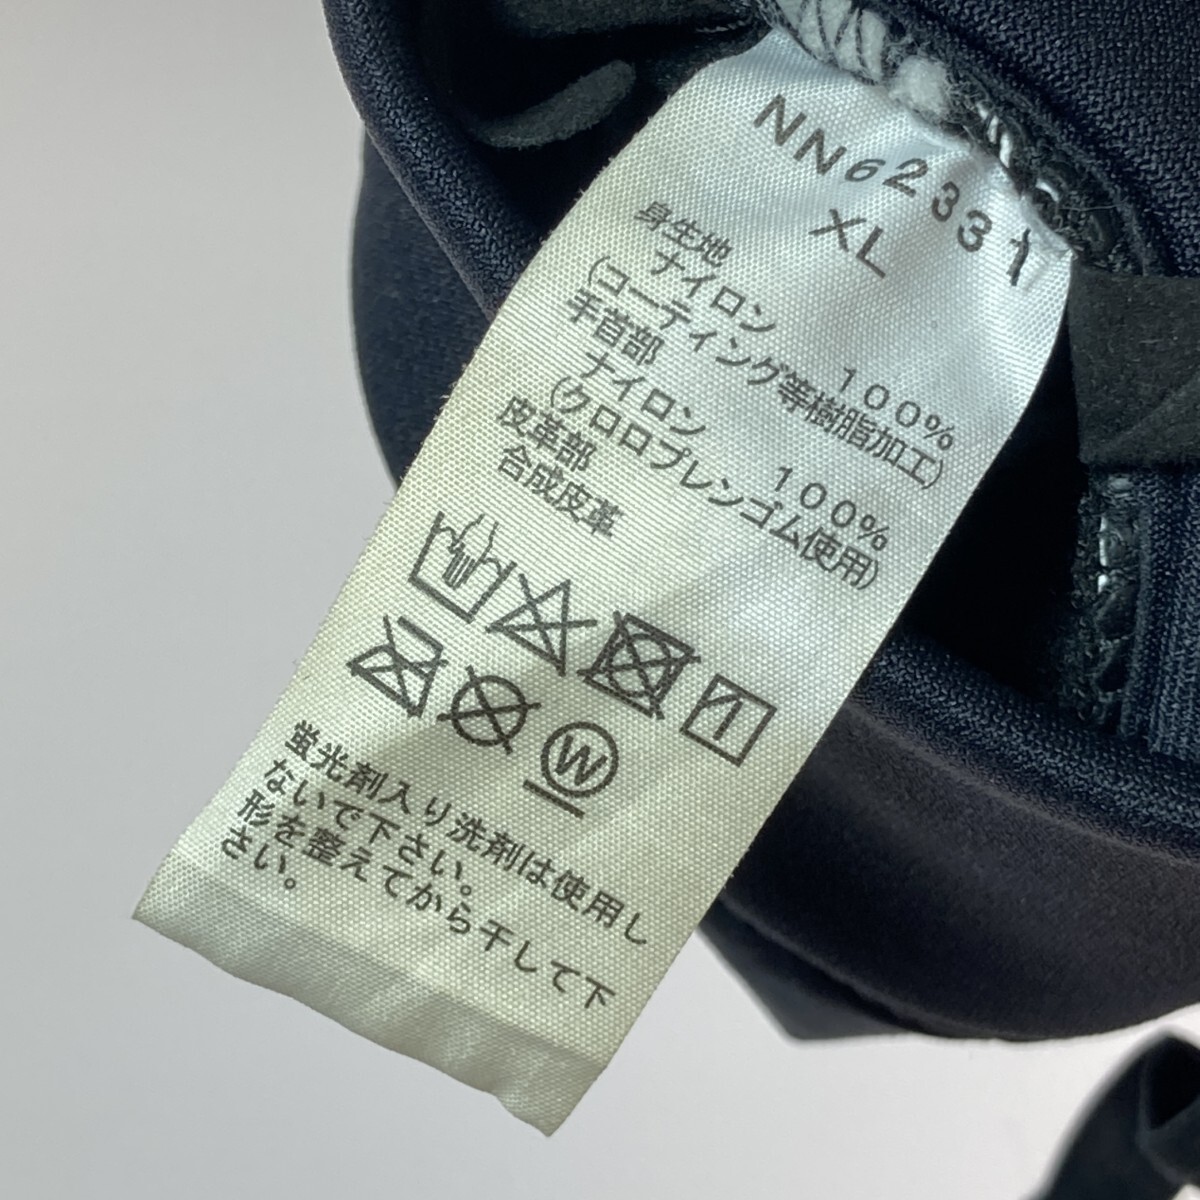 NN62331
XL
身生地
ナイロン 100%
(コーティング等樹脂加工)
手首部
ナイロン 100%
(クロロプレンゴム使用)
皮革部
合成皮革
W
蛍光剤入り洗剤は使用し
ないで下さい。
形を整えてから干して下
さい。